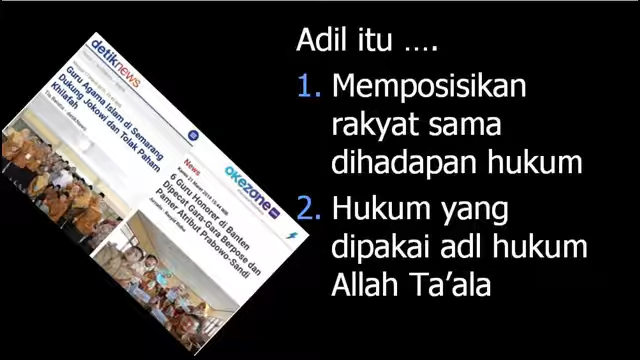 Adil itu ….
1. Memposisikan
rakyat sama
dihadapan hukum
2. Hukum yang
dipakai adl hukum
Allah Ta’ala
detiknews
Guru Agama Islam di Semarang
Dukung Jokowi dan Tolak Paham
Khilafah
okezone
News
6 Guru Honorer di Banten
Dipecat Gara-Gara Berpose dan
Pamer Atribut Prabowo-Sandi